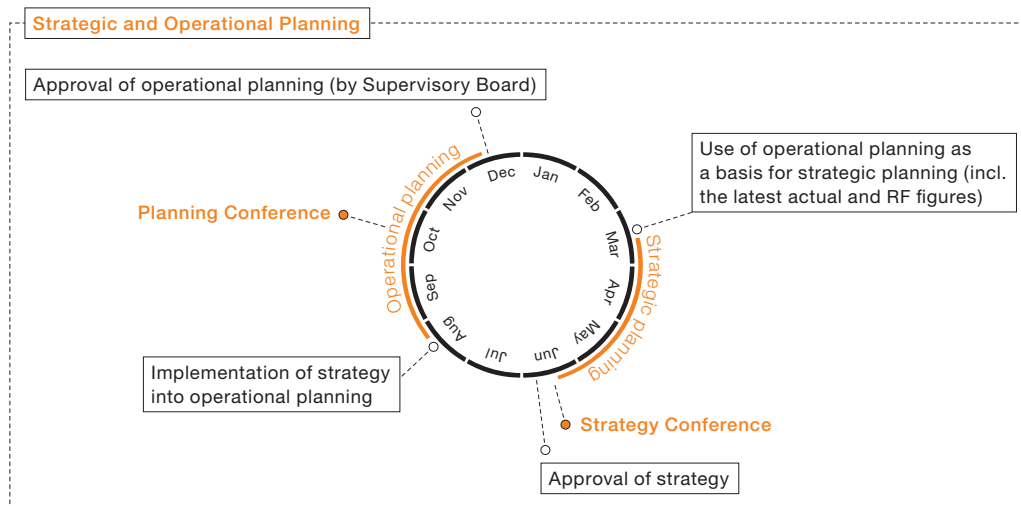 Strategic and Operational Planning
Approval of operational planning (by Supervisory Board)
Use of operational planning as
a basis for strategic planning (incl.
the latest actual and RF figures)
Planning Conference
Operational planning
Strategic planning
Jan
Feb
Mar
Apr
May
Jun
Jul
Aug
Sep
Oct
Nov
Dec
Implementation of strategy
into operational planning
Strategy Conference
Approval of strategy